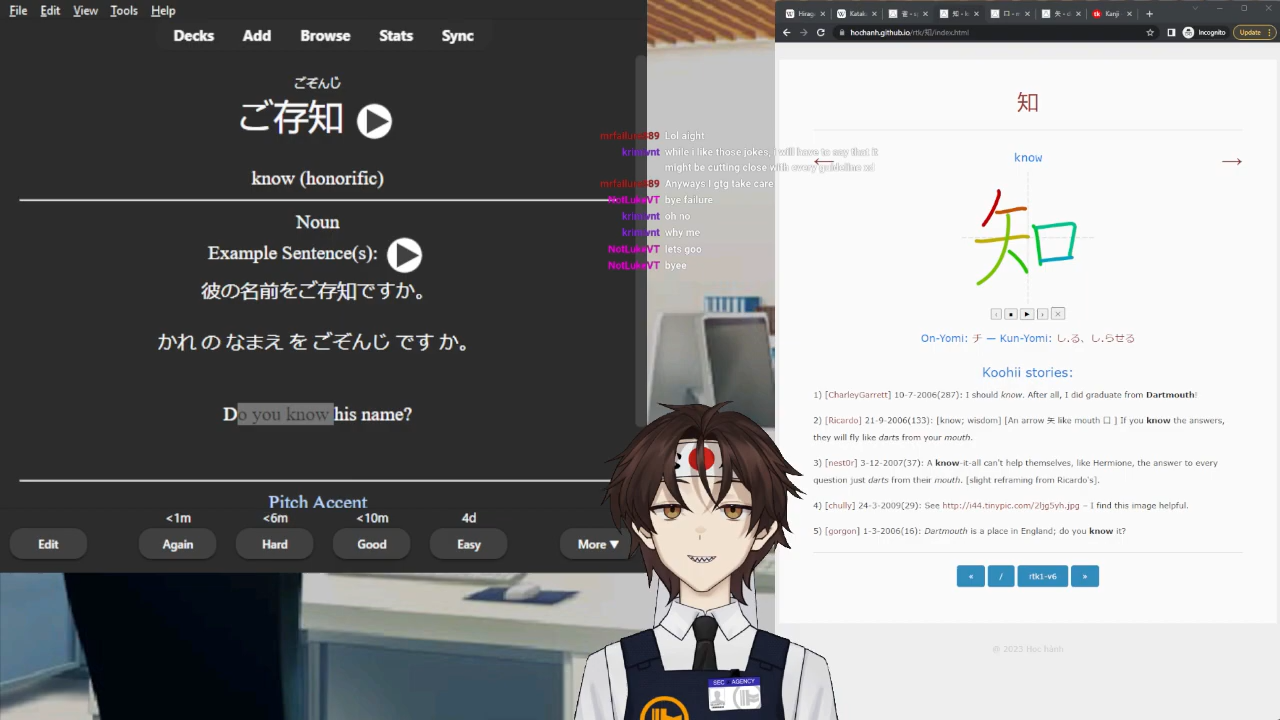 File Edit View Tools Help
Decks Add Browse Stats Sync
ごぞんじ
ご存知
know (honorific)
Noun
Example Sentence(s):
彼の名前をご存知ですか。
かれ の なまえ を ごぞんじ です か。
Do you know his name?
Pitch Accent
<1m <6m <10m 4d
Edit Again Hard Good Easy More ▼
Lol aight
while i like those jokes, i will have to say that it
might be cutting close with every guideline xd
Anyways I gtg take care
NotLukeVT bye failure
oh no
why me
NotLukeVT lets goo
NotLukeVT byee
SEC AGENCY
Incognito
Update
hochanh.github.io/rtk/知/index.html
知
← →
know
知
On-Yomi: チ — Kun-Yomi: し.る、し.らせる
Koohii stories:
1) [CharleyGarrett] 10-7-2006(287): I should know. After all, I did graduate from Dartmouth!
2) [Ricardo] 21-9-2006(133): [know; wisdom] [An arrow 矢 like mouth 口 ] If you know the answers,
they will fly like darts from your mouth.
3) [nest0r] 3-12-2007(37): A know-it-all can't help themselves, like Hermione, the answer to every
question just darts from their mouth. [slight reframing from Ricardo's].
4) [chully] 24-3-2009(29): See http://i44.tinypic.com/2ljg5yh.jpg – I find this image helpful.
5) [gorgon] 1-3-2006(16): Dartmouth is a place in England; do you know it?
« / rtk1-v6 »
© 2023 Học hành